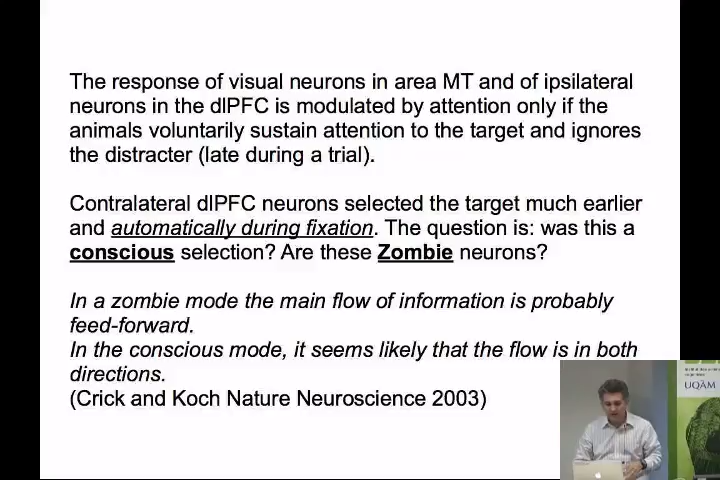 The response of visual neurons in area MT and of ipsilateral
neurons in the dlPFC is modulated by attention only if the
animals voluntarily sustain attention to the target and ignores
the distracter (late during a trial).
Contralateral dlPFC neurons selected the target much earlier
and automatically during fixation. The question is: was this a
conscious selection? Are these Zombie neurons?
In a zombie mode the main flow of information is probably
feed-forward.
In the conscious mode, it seems likely that the flow is in both
directions.
(Crick and Koch Nature Neuroscience 2003)
UQÀM